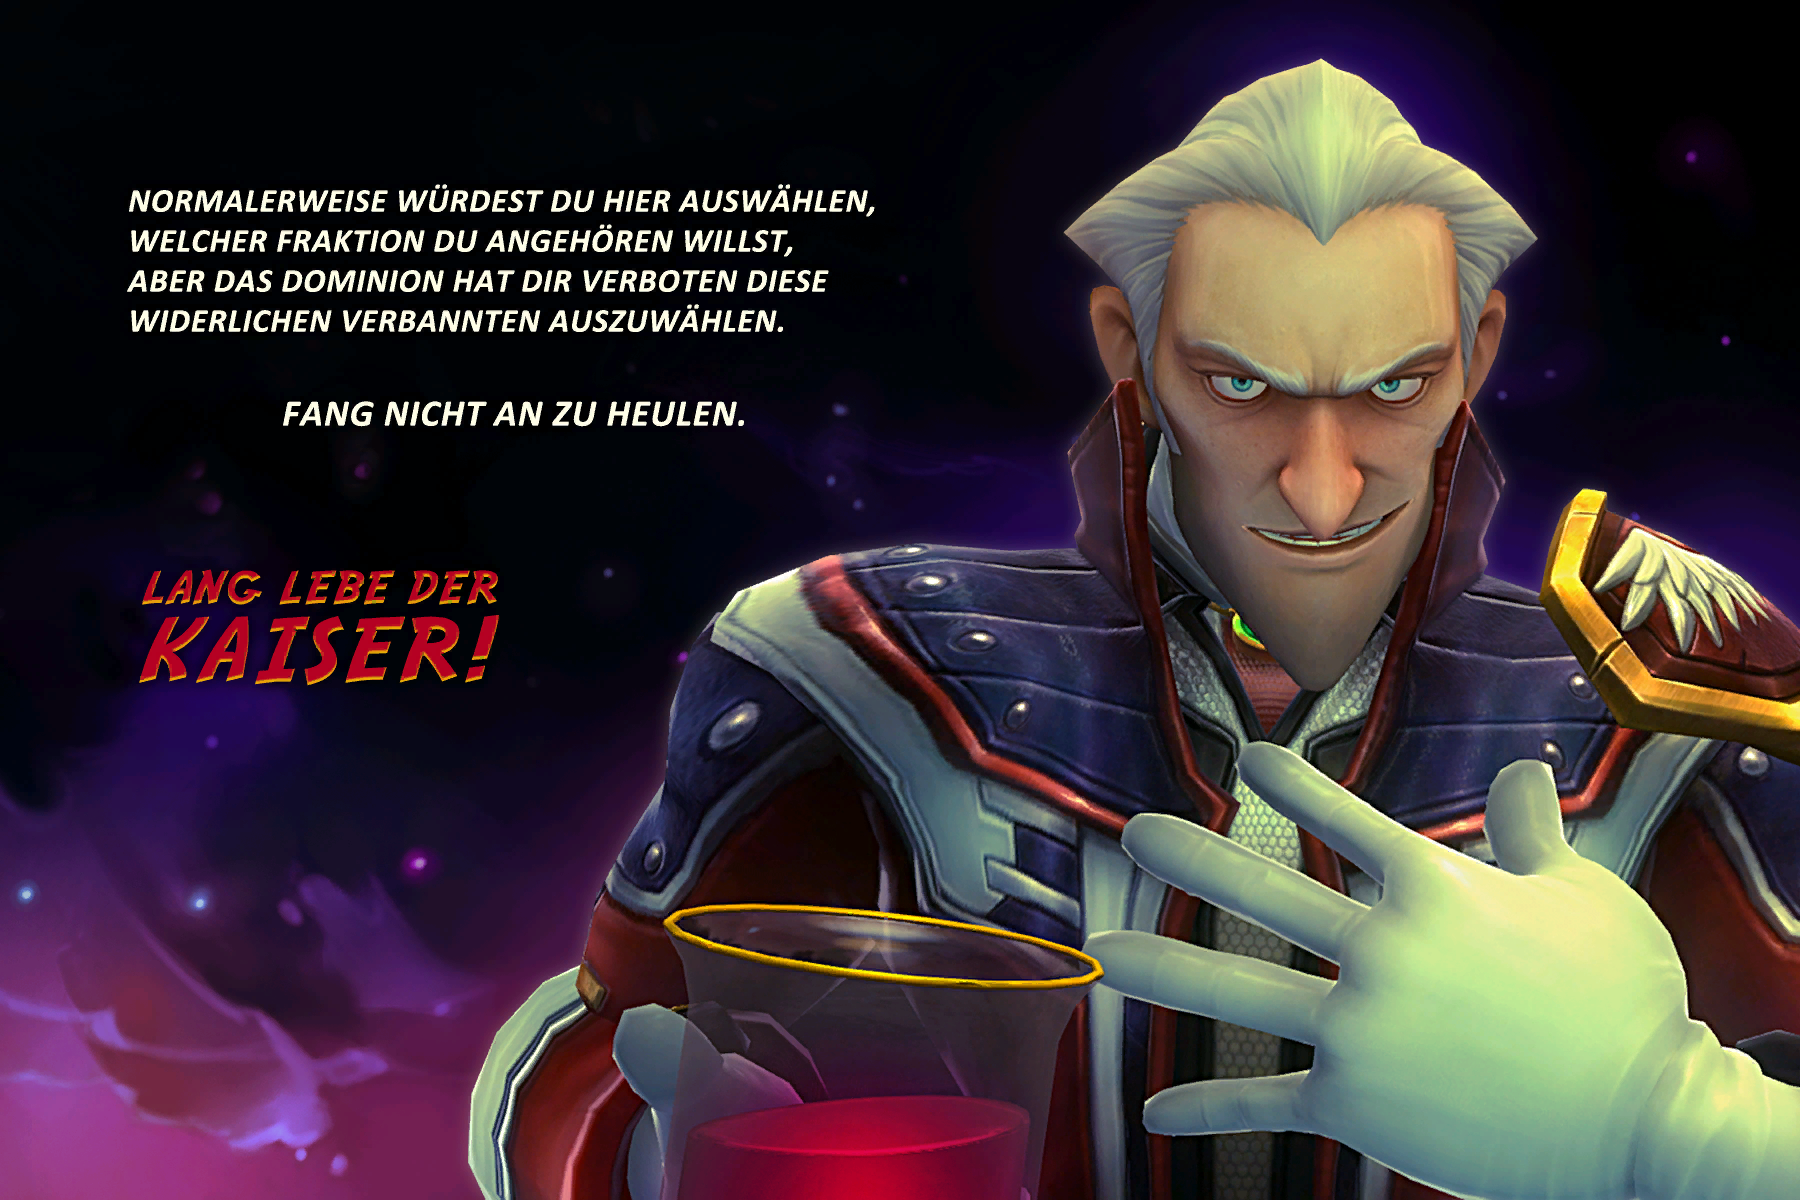 NORMALERWEISE WÜRDEST DU HIER AUSWÄHLEN,
WELCHER FRAKTION DU ANGEHÖREN WILLST,
ABER DAS DOMINION HAT DIR VERBOTEN DIESE
WIDERLICHEN VERBANNTEN AUSZUWÄHLEN.
FANG NICHT AN ZU HEULEN.
LANG LEBE DER
KAISER!